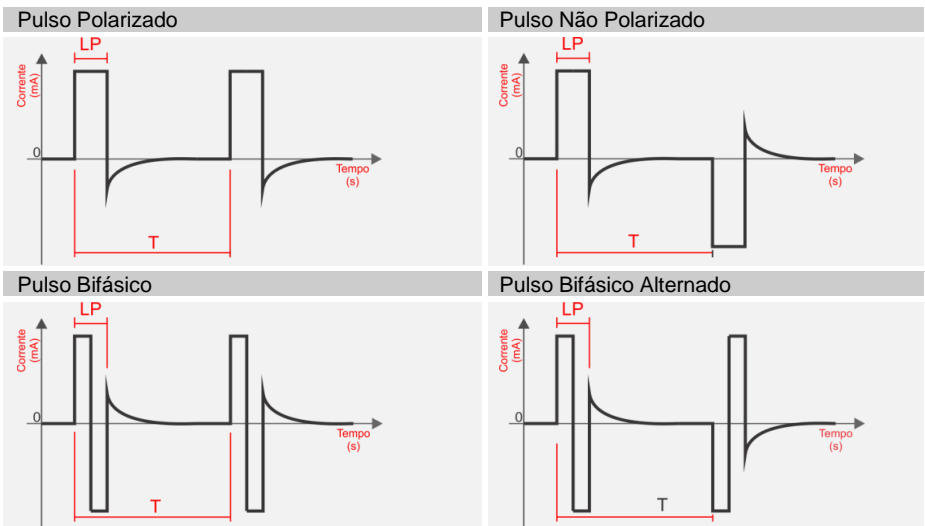 Pulso Polarizado
LP
Corrente
(mA)
0
Tempo
(s)
T
Pulso Não Polarizado
LP
Corrente
(mA)
0
Tempo
(s)
T
Pulso Bifásico
LP
Corrente
(mA)
0
Tempo
(s)
T
Pulso Bifásico Alternado
LP
Corrente
(mA)
0
Tempo
(s)
T